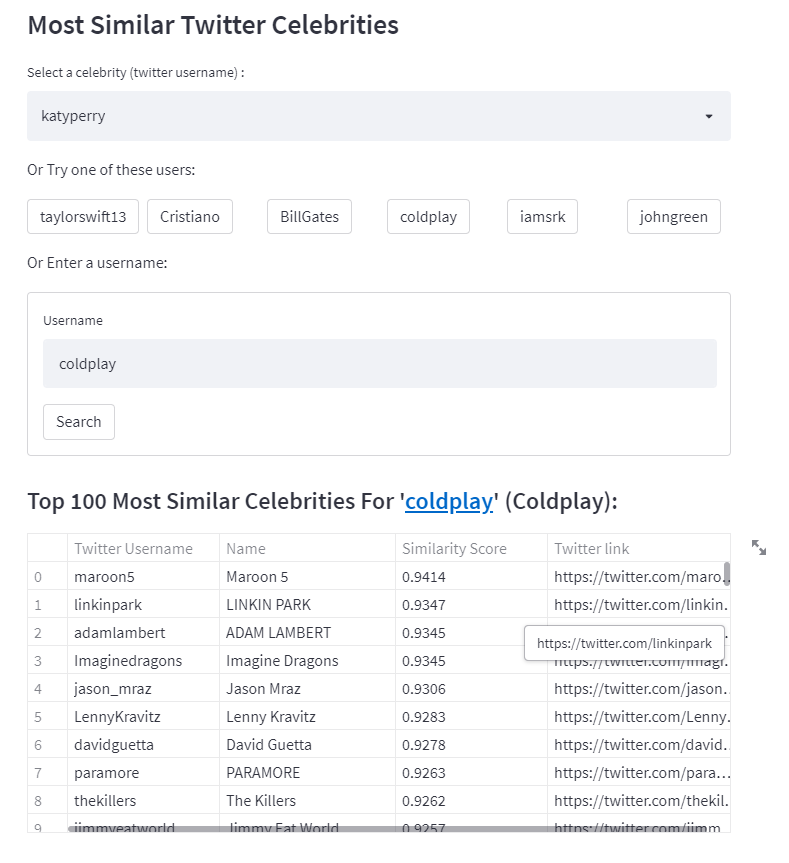 Most Similar Twitter Celebrities
Select a celebrity (twitter username) :
katyperry
Or Try one of these users:
taylorswift13 Cristiano BillGates coldplay iamsrk johngreen
Or Enter a username:
Username
coldplay
Search
Top 100 Most Similar Celebrities For 'coldplay' (Coldplay):
Twitter Username Name Similarity Score Twitter link
0 maroon5 Maroon 5 0.9414 https://twitter.com/maro...
1 linkinpark LINKIN PARK 0.9347 https://twitter.com/linkin.
2 adamlambert ADAM LAMBERT 0.9345
https://twitter.com/linkinpark
3 Imaginedragons Imagine Dragons 0.9345 https://twitter.com/imagi.
4 jason_mraz Jason Mraz 0.9306 https://twitter.com/jason.
5 LennyKravitz Lenny Kravitz 0.9283 https://twitter.com/Lenny.
6 davidguetta David Guetta 0.9278 https://twitter.com/david.
7 paramore PARAMORE 0.9263 https://twitter.com/para...
8 thekillers The Killers 0.9262 https://twitter.com/thekil.
9 jimmyeatworld Jimmy Eat World 0.9257 https://twitter.com/jimm